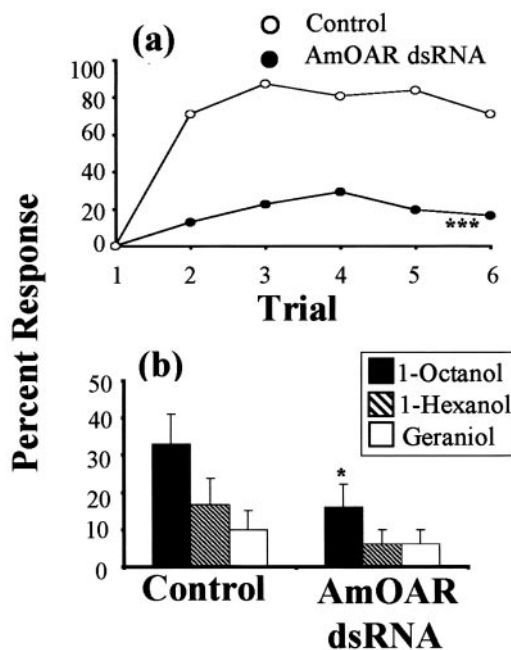 (a)
Control
AmOAR dsRNA
100
80
60
40
20
0
***
1 2 3 4 5 6
Trial
Percent Response
(b)
1-Octanol
1-Hexanol
Geraniol
50
40
30
20
10
0
*
Control
AmOAR
dsRNA